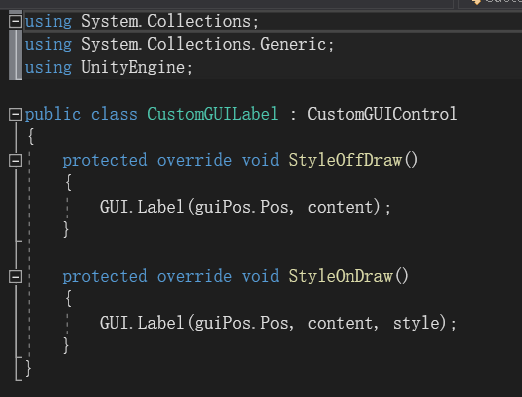 using System.Collections;
using System.Collections.Generic;
using UnityEngine;
public class CustomGUILabel : CustomGUIControl
{
protected override void StyleOffDraw()
{
GUI.Label(guiPos.Pos, content);
}
protected override void StyleOnDraw()
{
GUI.Label(guiPos.Pos, content, style);
}
}